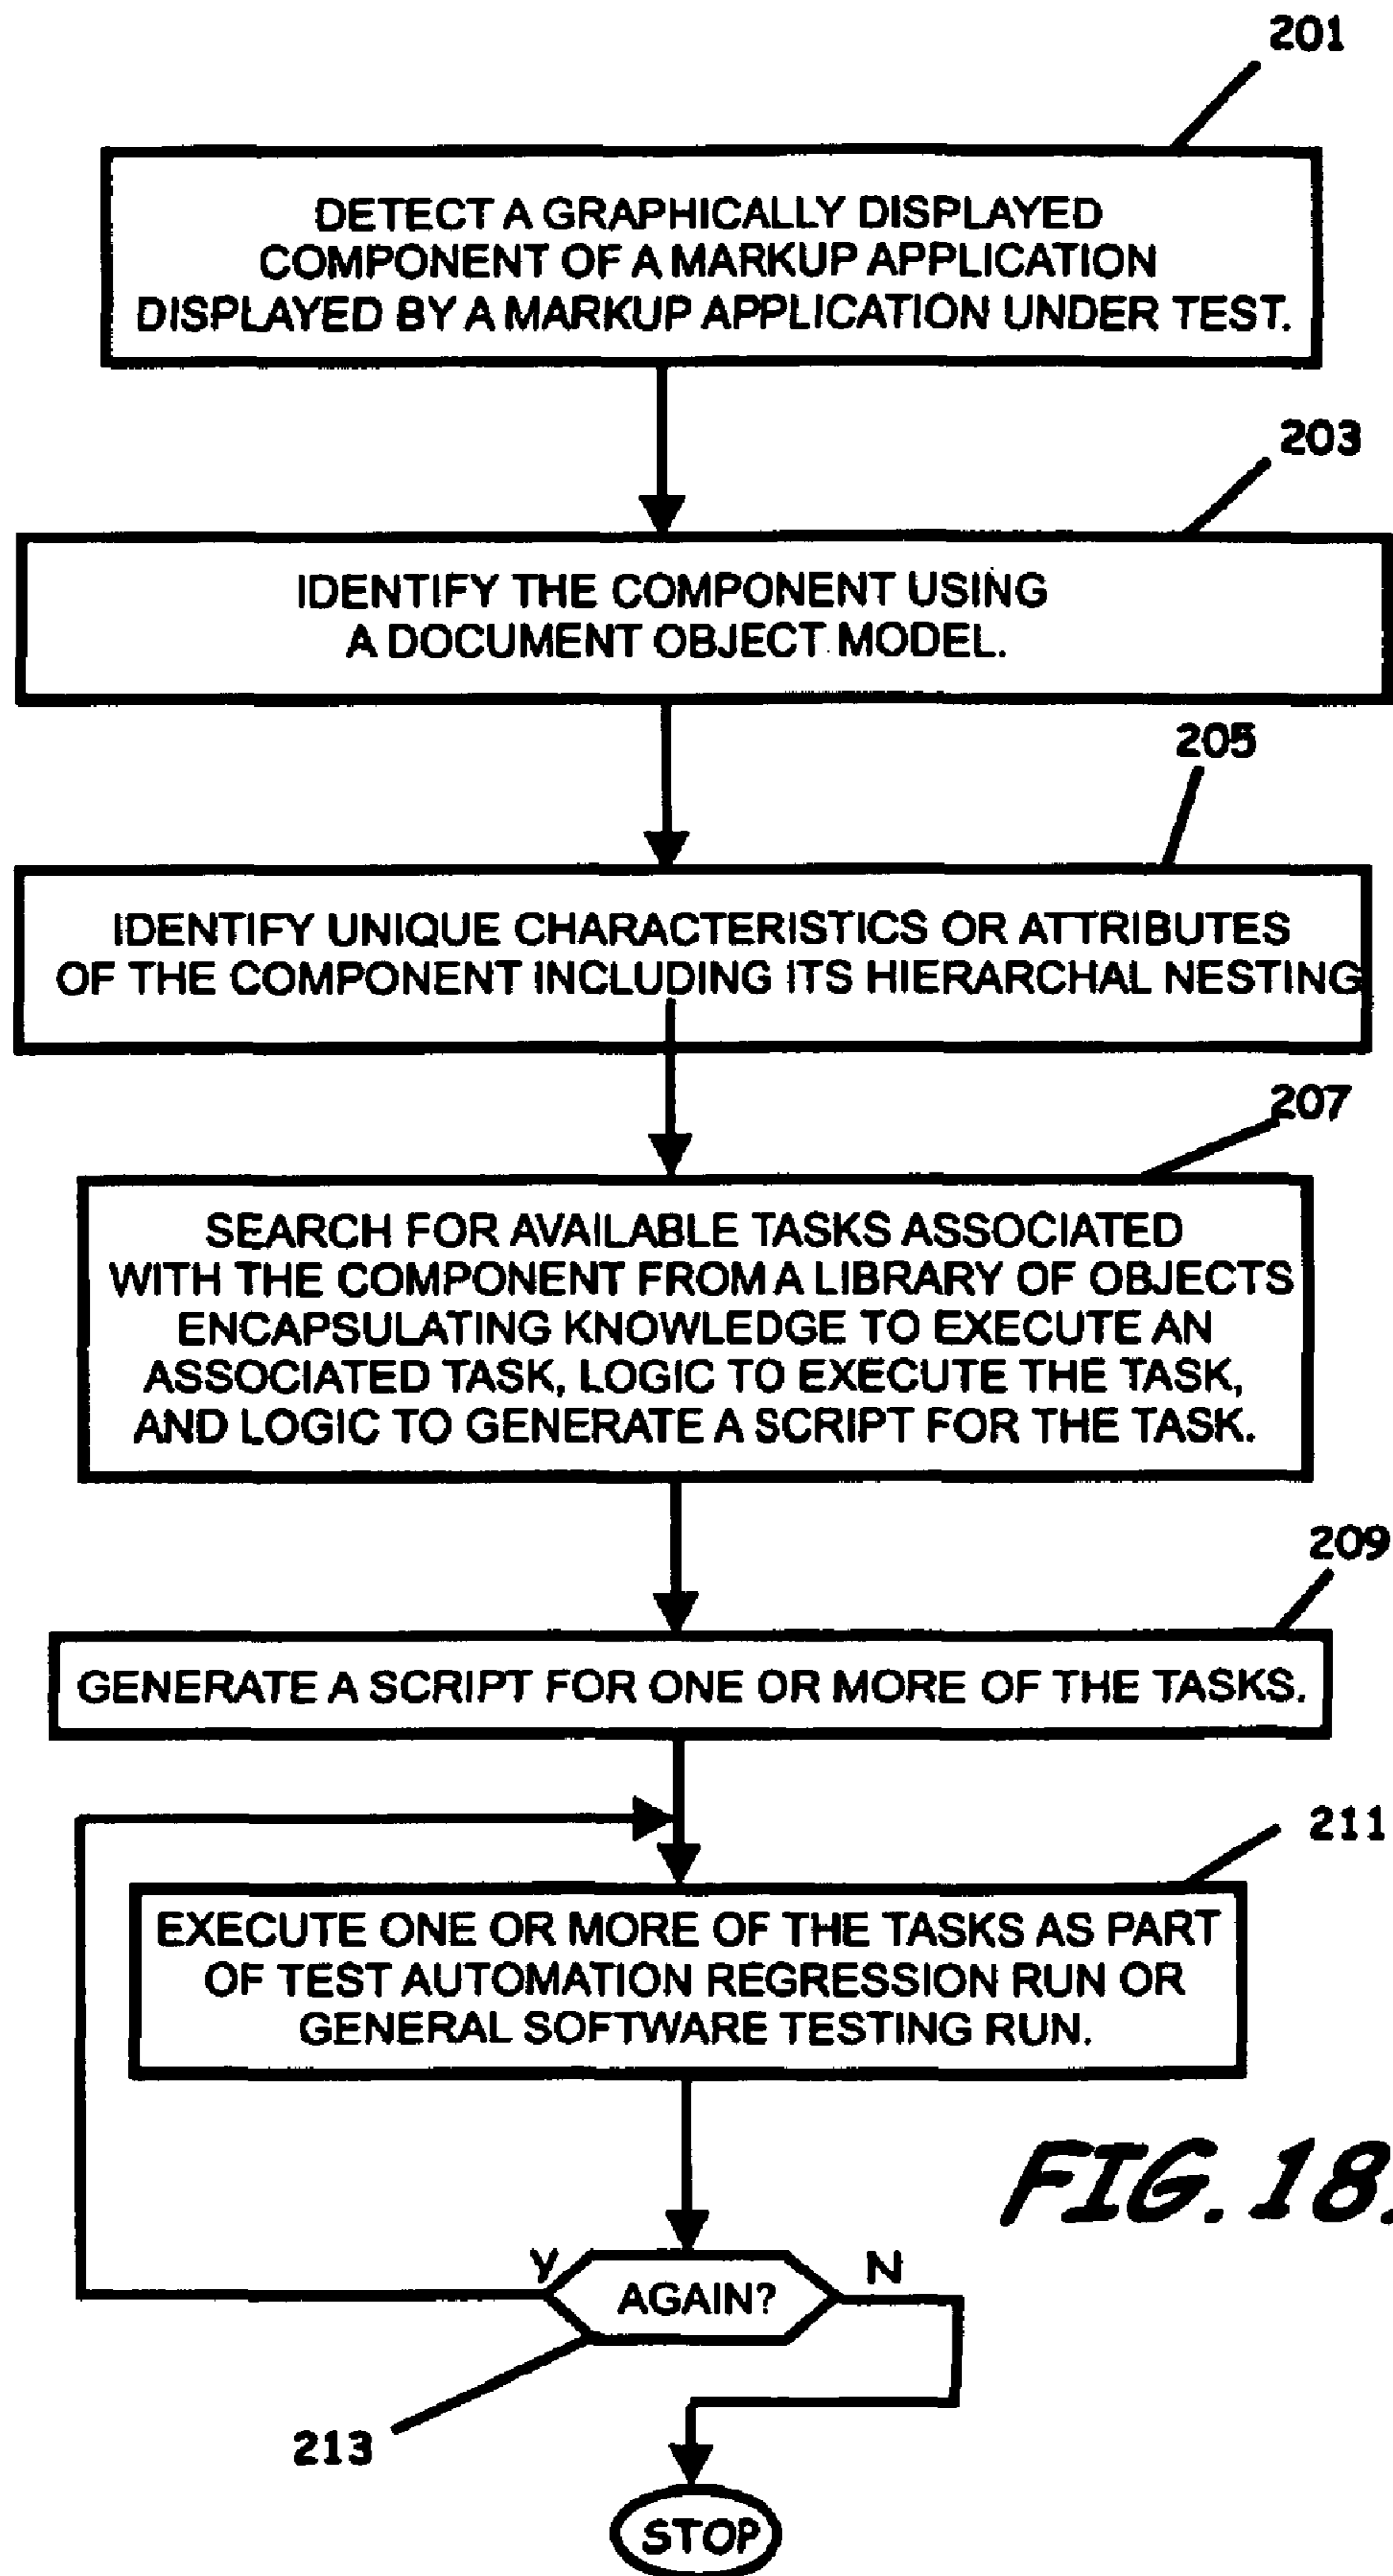 201
DETECT A GRAPHICALLY DISPLAYED
COMPONENT OF A MARKUP APPLICATION
DISPLAYED BY A MARKUP APPLICATION UNDER TEST.
203
IDENTIFY THE COMPONENT USING
A DOCUMENT OBJECT MODEL.
205
IDENTIFY UNIQUE CHARACTERISTICS OR ATTRIBUTES
OF THE COMPONENT INCLUDING ITS HIERARCHAL NESTING
207
SEARCH FOR AVAILABLE TASKS ASSOCIATED
WITH THE COMPONENT FROM A LIBRARY OF OBJECTS
ENCAPSULATING KNOWLEDGE TO EXECUTE AN
ASSOCIATED TASK, LOGIC TO EXECUTE THE TASK,
AND LOGIC TO GENERATE A SCRIPT FOR THE TASK.
209
GENERATE A SCRIPT FOR ONE OR MORE OF THE TASKS.
211
EXECUTE ONE OR MORE OF THE TASKS AS PART
OF TEST AUTOMATION REGRESSION RUN OR
GENERAL SOFTWARE TESTING RUN.
FIG. 18.
Y
AGAIN?
N
213
STOP